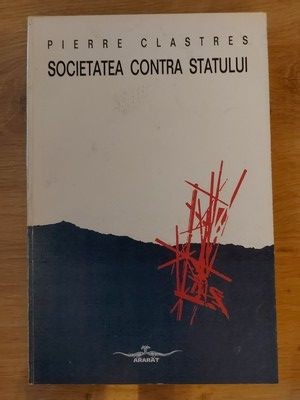 PIERRE CLASTRES
SOCIETATEA CONTRA STATULUI
ARARAT